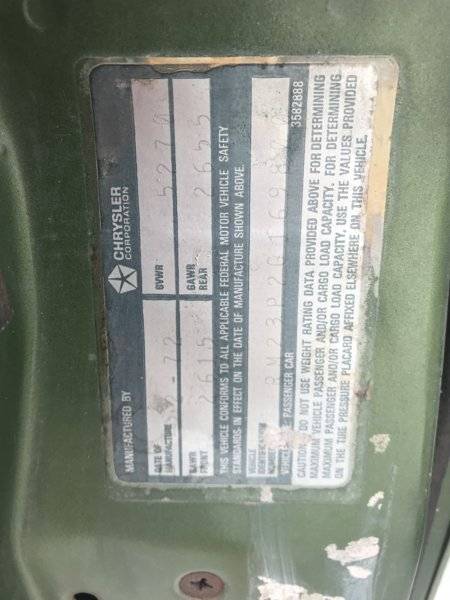 MANUFACTURED BY
CHRYSLER
CORPORATION
DATE OF
MANUFACTURE
-72
GVWR
GAWR
FRONT
2615
GAWR
REAR
2655
THIS VEHICLE CONFORMS TO ALL APPLICABLE FEDERAL MOTOR VEHICLE SAFETY
STANDARDS IN EFFECT ON THE DATE OF MANUFACTURE SHOWN ABOVE.
VEHICLE
IDENTIFICATION
NUMBER
VEHICLE TYPE PASSENGER CAR
3582888
CAUTION: DO NOT USE WEIGHT RATING DATA PROVIDED ABOVE FOR DETERMINING
MAXIMUM VEHICLE PASSENGER AND/OR CARGO LOAD CAPACITY. FOR DETERMINING
MAXIMUM PASSENGER AND/OR CARGO LOAD CAPACITY, USE THE VALUES PROVIDED
ON THE TIRE PRESSURE PLACARD AFFIXED ELSEWHERE ON THIS VEHICLE.